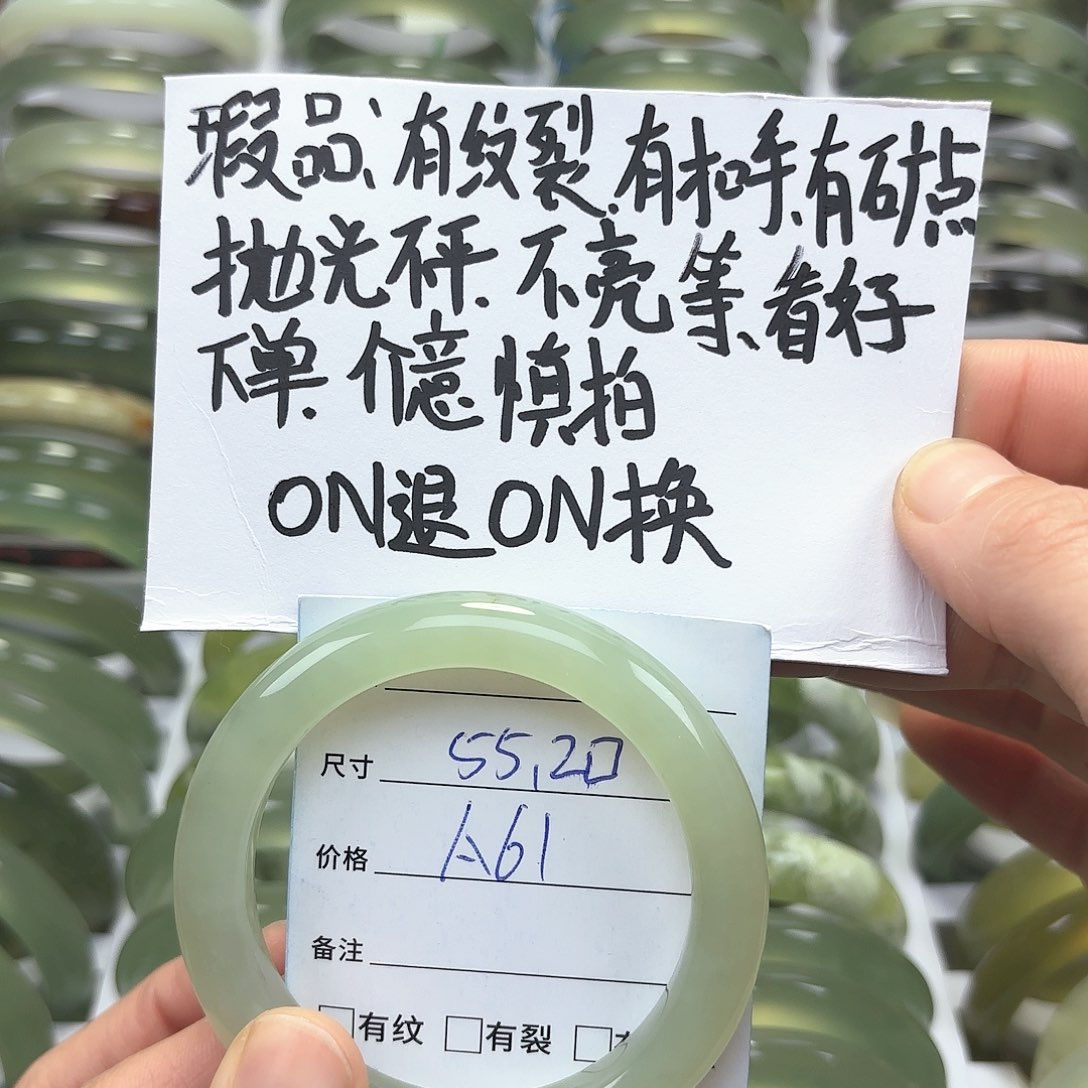 瑕品、有纹裂.有扣手、有矿点
抛光砰.不亮等、看好
下单.介意慎拍
ON退ON换
尺寸 55,20
价格 A61
备注
□有纹 □有裂 □